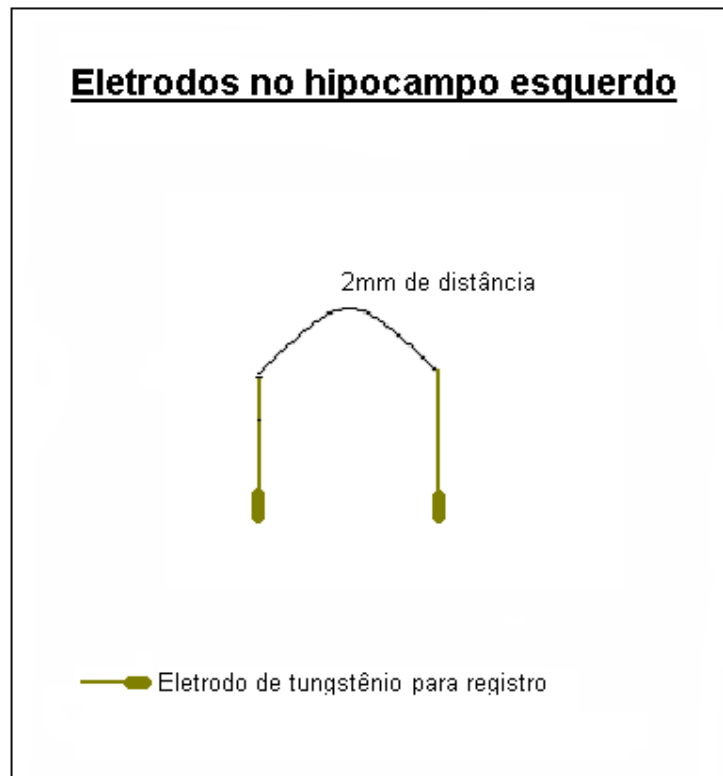 Eletrodos no hipocampo esquerdo
2mm de distância
Eletrodo de tungstênio para registro